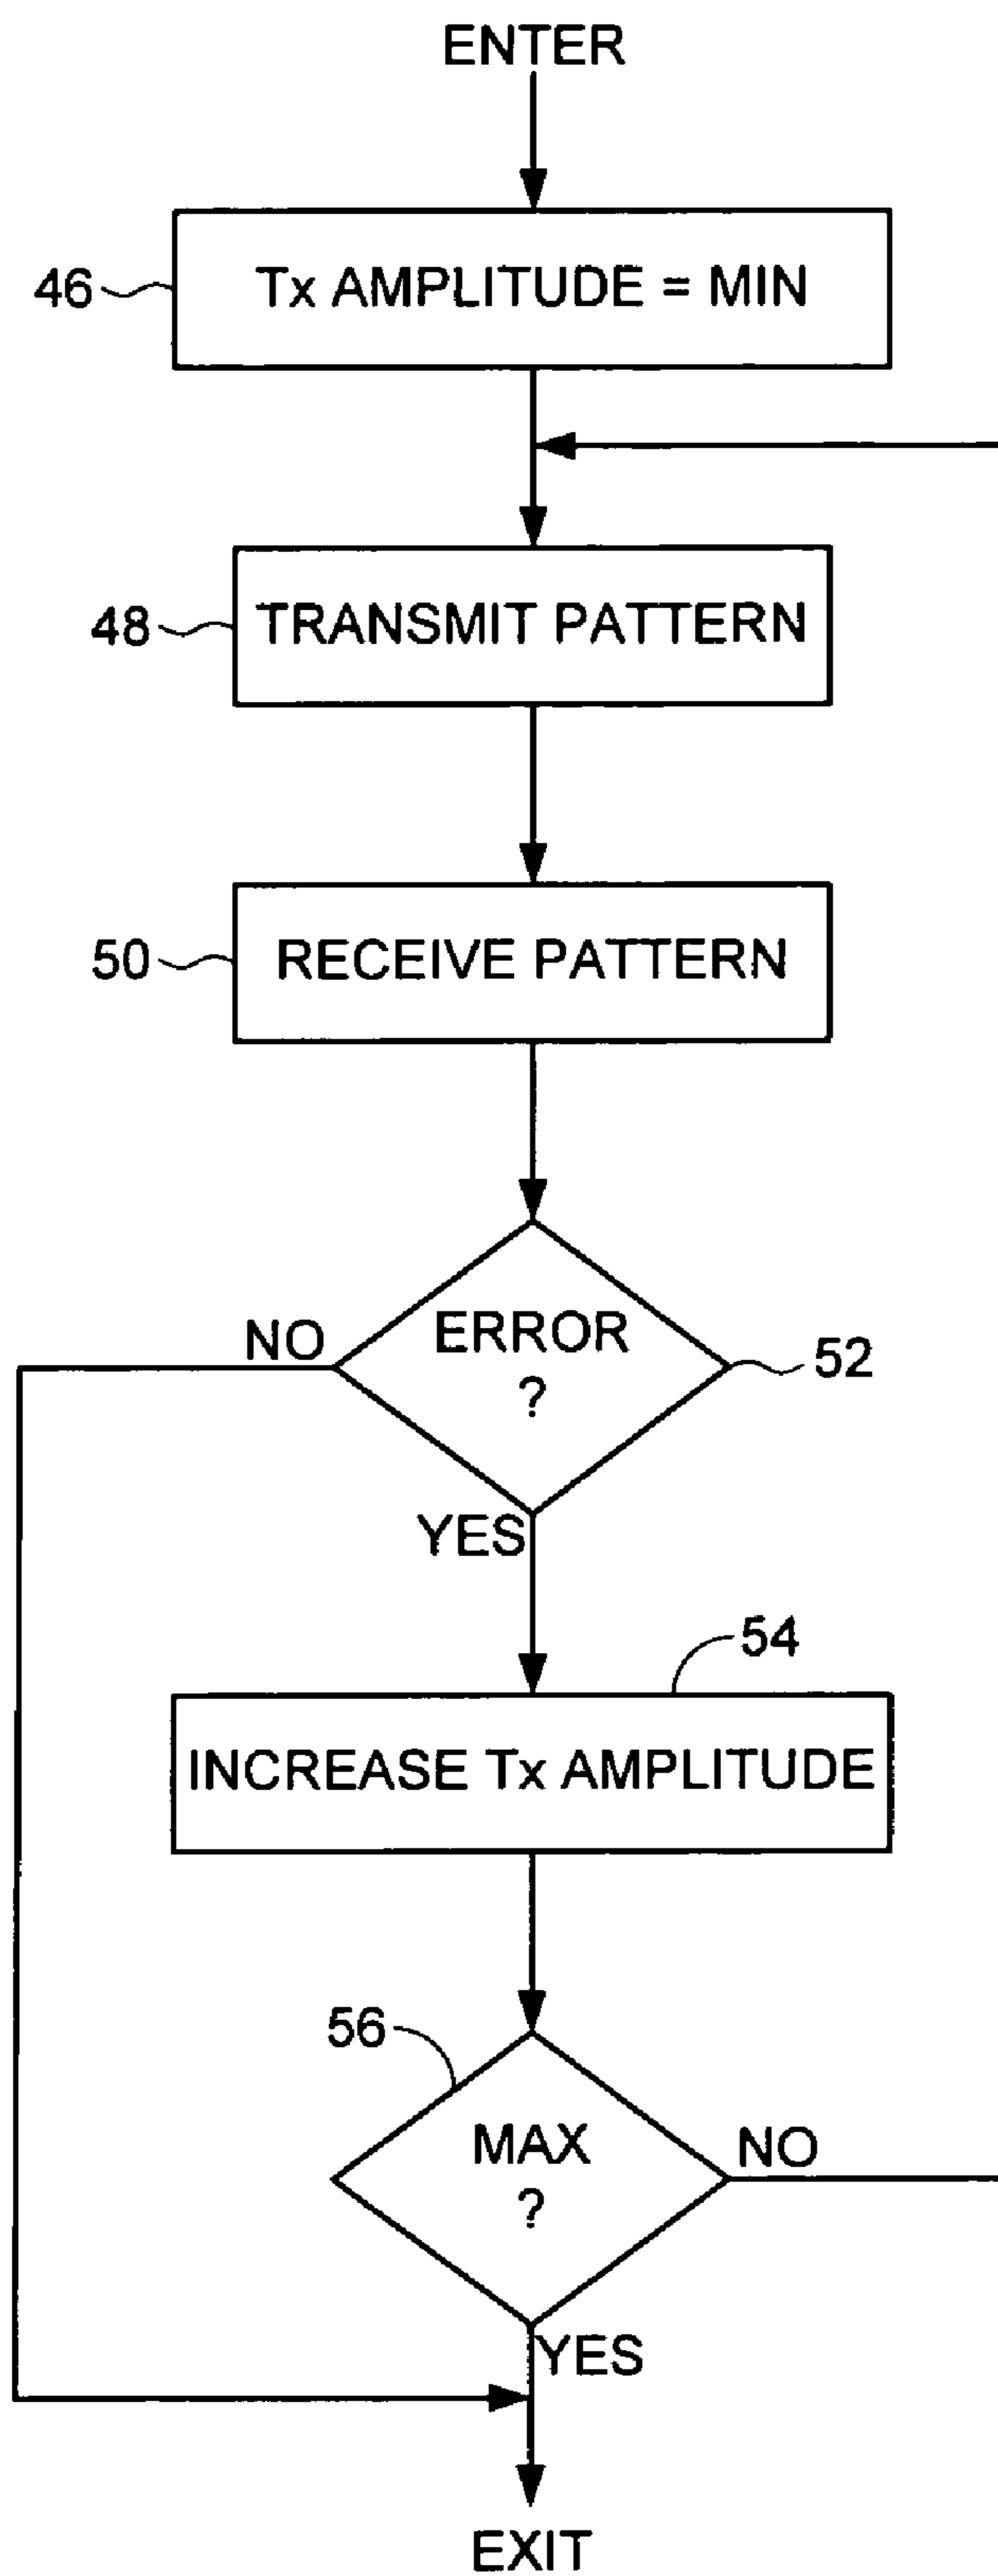 ENTER
46
Tx AMPLITUDE = MIN
48
TRANSMIT PATTERN
50
RECEIVE PATTERN
NO
ERROR
?
52
YES
54
INCREASE Tx AMPLITUDE
56
MAX
?
NO
YES
EXIT